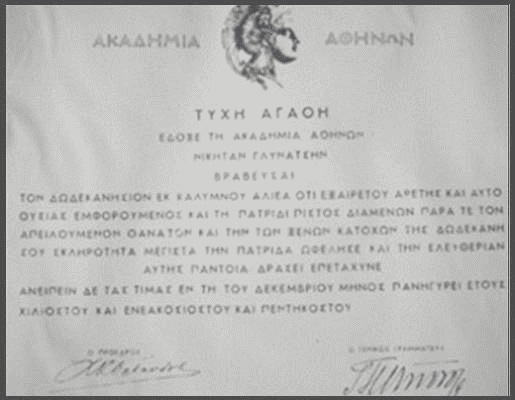 ΑΚΑΔΗΜΙΑ ΑΘΗΝΩΝ
ΤΥΧΗ ΑΓΑΘΗ
ΕΔΟΞΕ ΤΗ ΑΚΑΔΗΜΙΑ ΑΘΗΝΩΝ
ΝΙΚΗΤΑΝ ΓΛΥΝΑΤΣΗΝ
ΒΡΑΒΕΥΣΑΙ
ΤΟΝ ΔΩΔΕΚΑΝΗΣΙΟΝ ΕΚ ΚΑΛΥΜΝΟΥ ΑΛΙΕΑ ΟΤΙ ΕΞΑΙΡΕΤΟΥ ΑΡΕΤΗΣ ΚΑΙ ΑΥΤΟ
ΘΥΣΙΑΣ ΕΜΦΟΡΟΥΜΕΝΟΣ ΚΑΙ ΤΗ ΠΑΤΡΙΔΙ ΠΙΣΤΟΣ ΔΙΑΜΕΝΩΝ ΠΑΡΑ ΤΕ ΤΟΝ
ΑΠΕΙΛΟΥΜΕΝΟΝ ΘΑΝΑΤΟΝ ΚΑΙ ΤΗΝ ΤΩΝ ΞΕΝΩΝ ΚΑΤΟΧΩΝ ΤΗΣ ΔΩΔΕΚΑΝΗ
ΣΟΥ ΣΚΛΗΡΟΤΗΤΑ ΜΕΓΙΣΤΑ ΤΗΝ ΠΑΤΡΙΔΑ ΩΦΕΛΗΣΕ ΚΑΙ ΤΗΝ ΕΛΕΥΘΕΡΙΑΝ
ΑΥΤΗΣ ΠΑΝΤΟΙΑ ΔΡΑΣΕΙ ΕΠΕΤΑΧΥΝΕ
ΑΝΕΙΠΕΙΝ ΔΕ ΤΑΣ ΤΙΜΑΣ ΕΝ ΤΗ ΤΟΥ ΔΕΚΕΜΒΡΙΟΥ ΜΗΝΟΣ ΠΑΝΗΓΥΡΕΙ ΕΤΟΥΣ
ΧΙΛΙΟΣΤΟΥ ΚΑΙ ΕΝΕΑΚΟΣΙΟΣΤΟΥ ΚΑΙ ΠΕΝΤΗΚΟΣΤΟΥ
Ο ΠΡΟΕΔΡΟΣ Ο ΓΕΝΙΚΟΣ ΓΡΑΜΜΑΤΕΥΣ